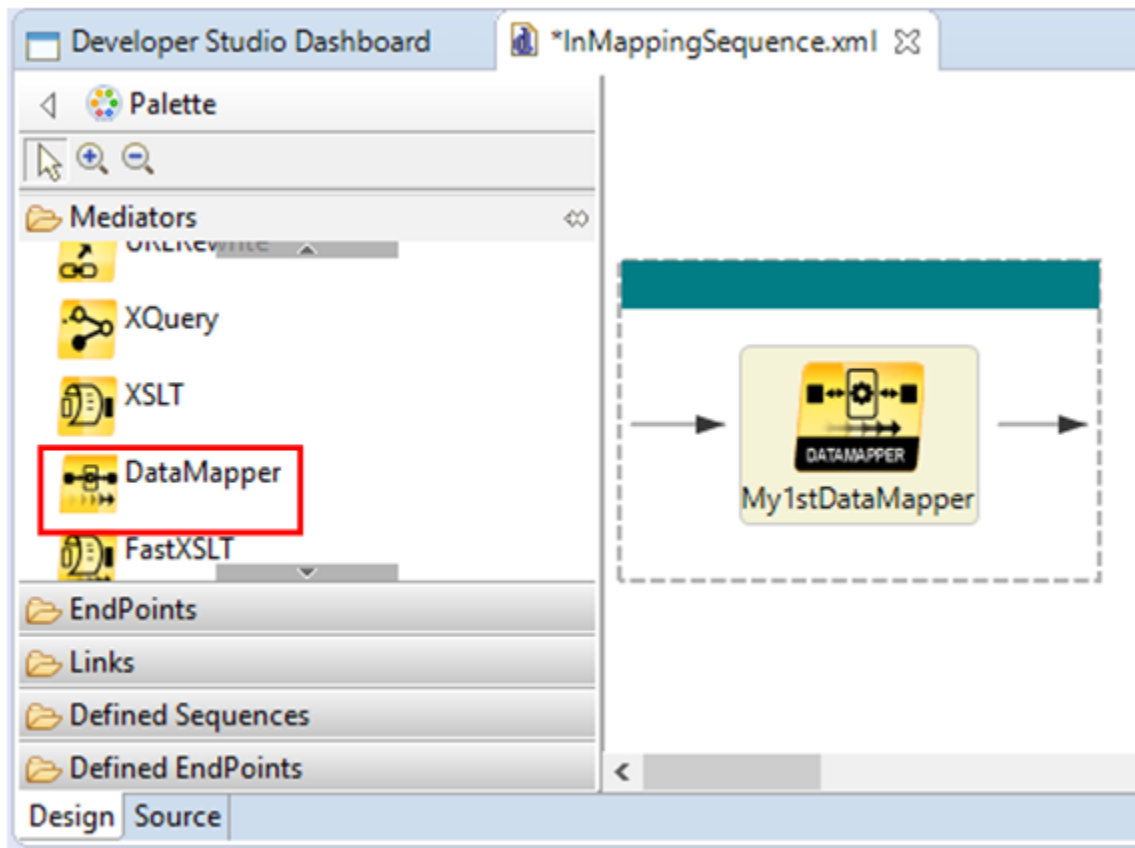 Developer Studio Dashboard
*InMappingSequence.xml
Palette
Mediators
URLRewrite
XQuery
XSLT
DataMapper
FastXSLT
EndPoints
Links
Defined Sequences
Defined EndPoints
Design
Source
DATAMAPPER
My1stDataMapper